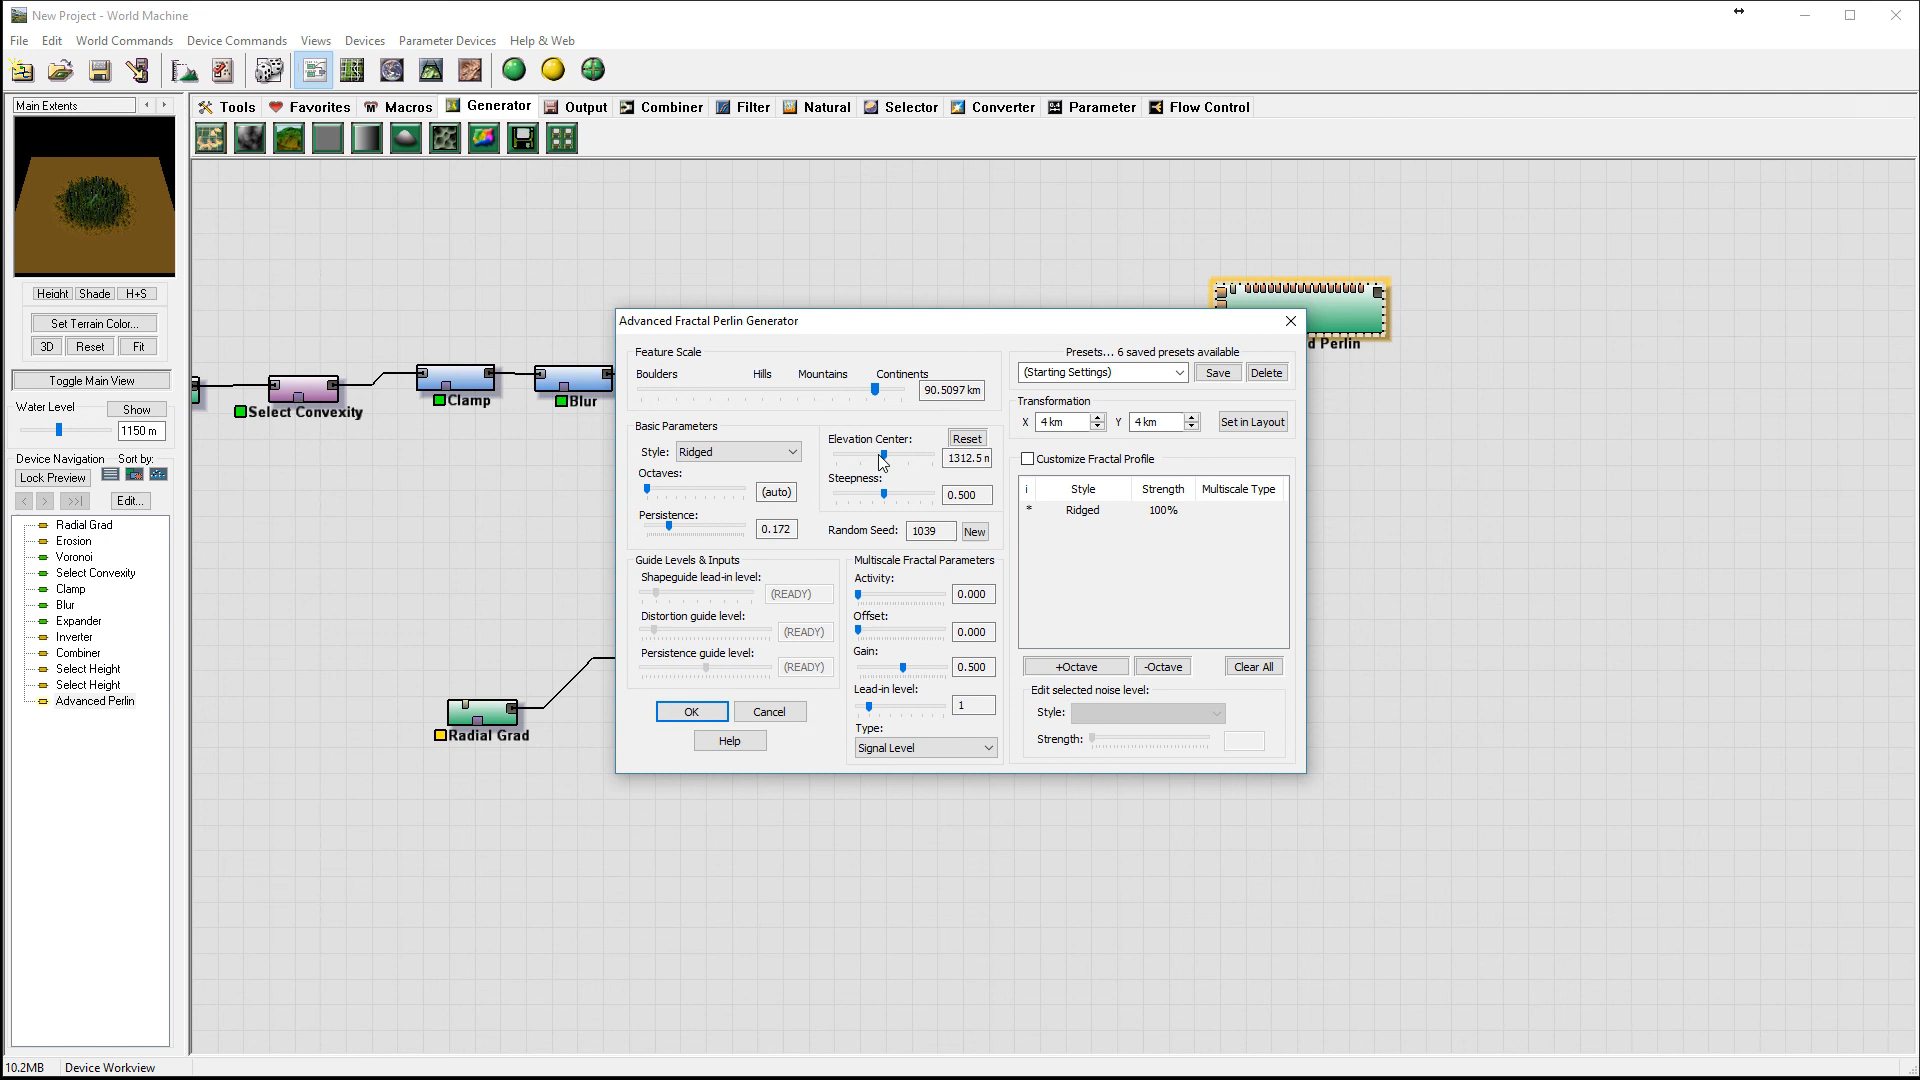 New Project - World Machine
File Edit World Commands Device Commands Views Devices Parameter Devices Help & Web
Main Extents
Tools Favorites Macros Generator Output Combiner Filter Natural Selector Converter Parameter Flow Control
Height Shade H+S
Set Terrain Color...
3D Reset Fit
Toggle Main View
Water Level Show
1150 m
Device Navigation Sort by:
Lock Preview
< > >>| Edit...
Radial Grad
Erosion
Voronoi
Select Convexity
Clamp
Blur
Expander
Inverter
Combiner
Select Height
Select Height
Advanced Perlin
Select Convexity
Clamp
Blur
Radial Grad
d Perlin
Advanced Fractal Perlin Generator
Feature Scale
Boulders Hills Mountains Continents
90.5097 km
Basic Parameters
Style: Ridged
Octaves:
(auto)
Persistence:
0.172
Elevation Center: Reset
1312.5 n
Steepness:
0.500
Random Seed: 1039 New
Guide Levels & Inputs
Shapeguide lead-in level:
(READY)
Distortion guide level:
(READY)
Persistence guide level:
(READY)
OK Cancel
Help
Multiscale Fractal Parameters
Activity:
0.000
Offset:
0.000
Gain:
0.500
Lead-in level:
1
Type:
Signal Level
Presets... 6 saved presets available
(Starting Settings) Save Delete
Transformation
X 4 km Y 4 km Set in Layout
Customize Fractal Profile
i Style Strength Multiscale Type
* Ridged 100%
+Octave -Octave Clear All
Edit selected noise level:
Style:
Strength:
10.2MB Device Workview